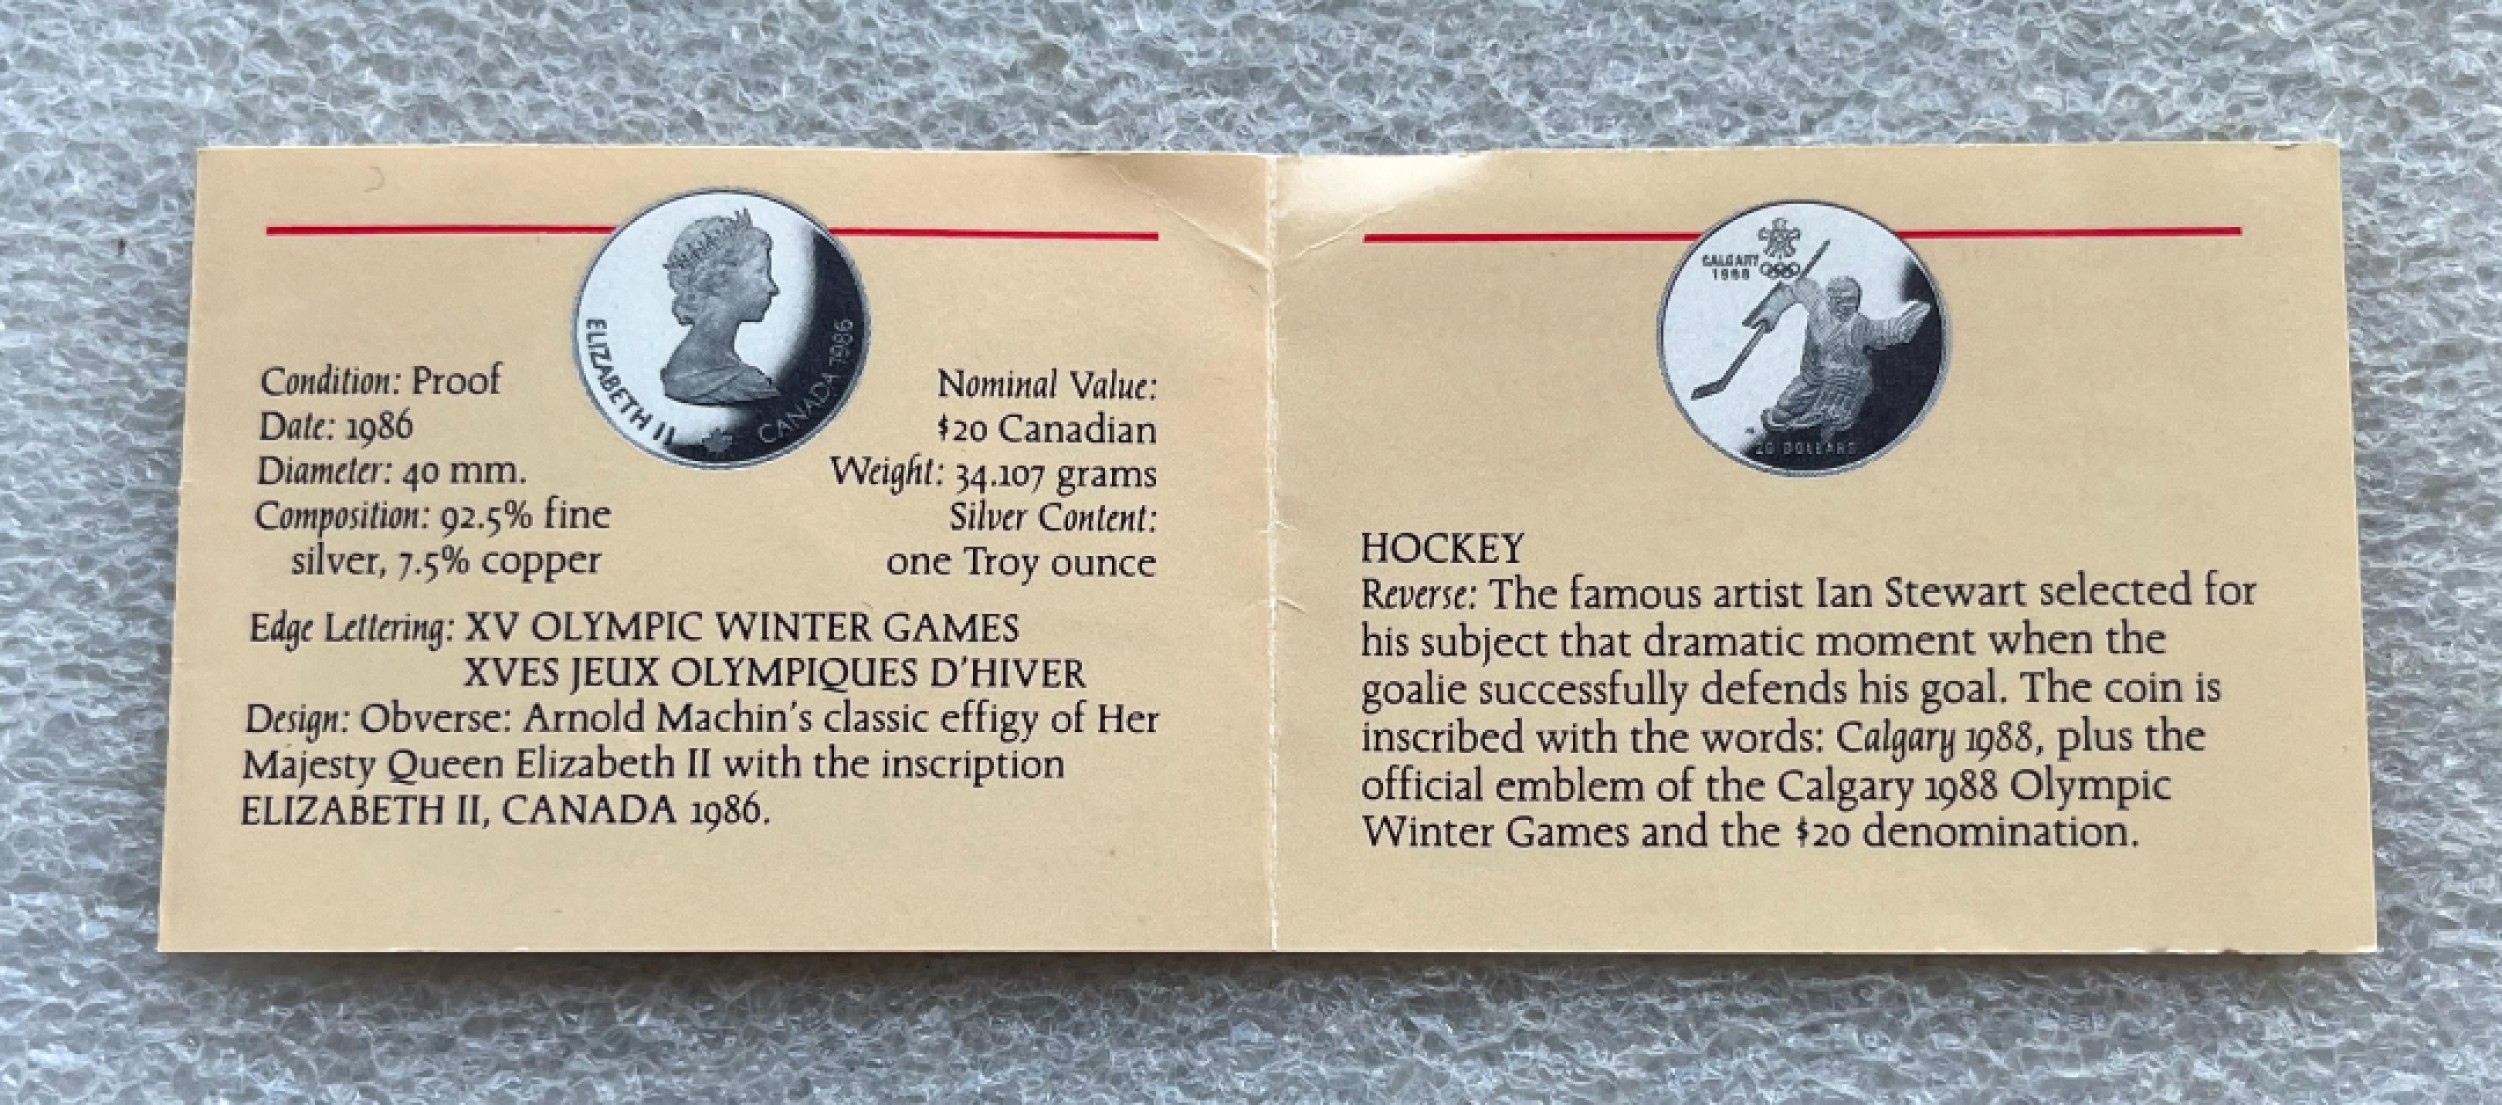 ELIZABETH II CANADA 1986
Condition: Proof
Date: 1986
Diameter: 40 mm.
Composition: 92.5% fine
silver, 7.5% copper
Nominal Value:
$20 Canadian
Weight: 34.107 grams
Silver Content:
one Troy ounce
Edge Lettering: XV OLYMPIC WINTER GAMES
XVES JEUX OLYMPIQUES D'HIVER
Design: Obverse: Arnold Machin's classic effigy of Her
Majesty Queen Elizabeth II with the inscription
ELIZABETH II, CANADA 1986.
CALGARY
1988
20 DOLLARS
HOCKEY
Reverse: The famous artist Ian Stewart selected for
his subject that dramatic moment when the
goalie successfully defends his goal. The coin is
inscribed with the words: Calgary 1988, plus the
official emblem of the Calgary 1988 Olympic
Winter Games and the $20 denomination.